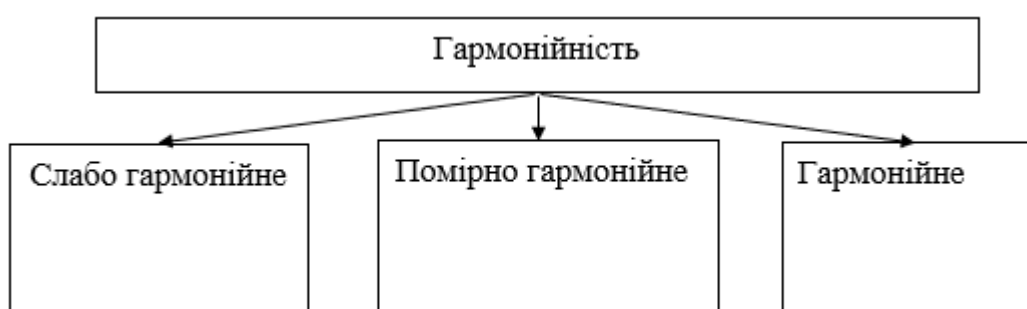 Гармонійність
Слабо гармонійне
Помірно гармонійне
Гармонійне